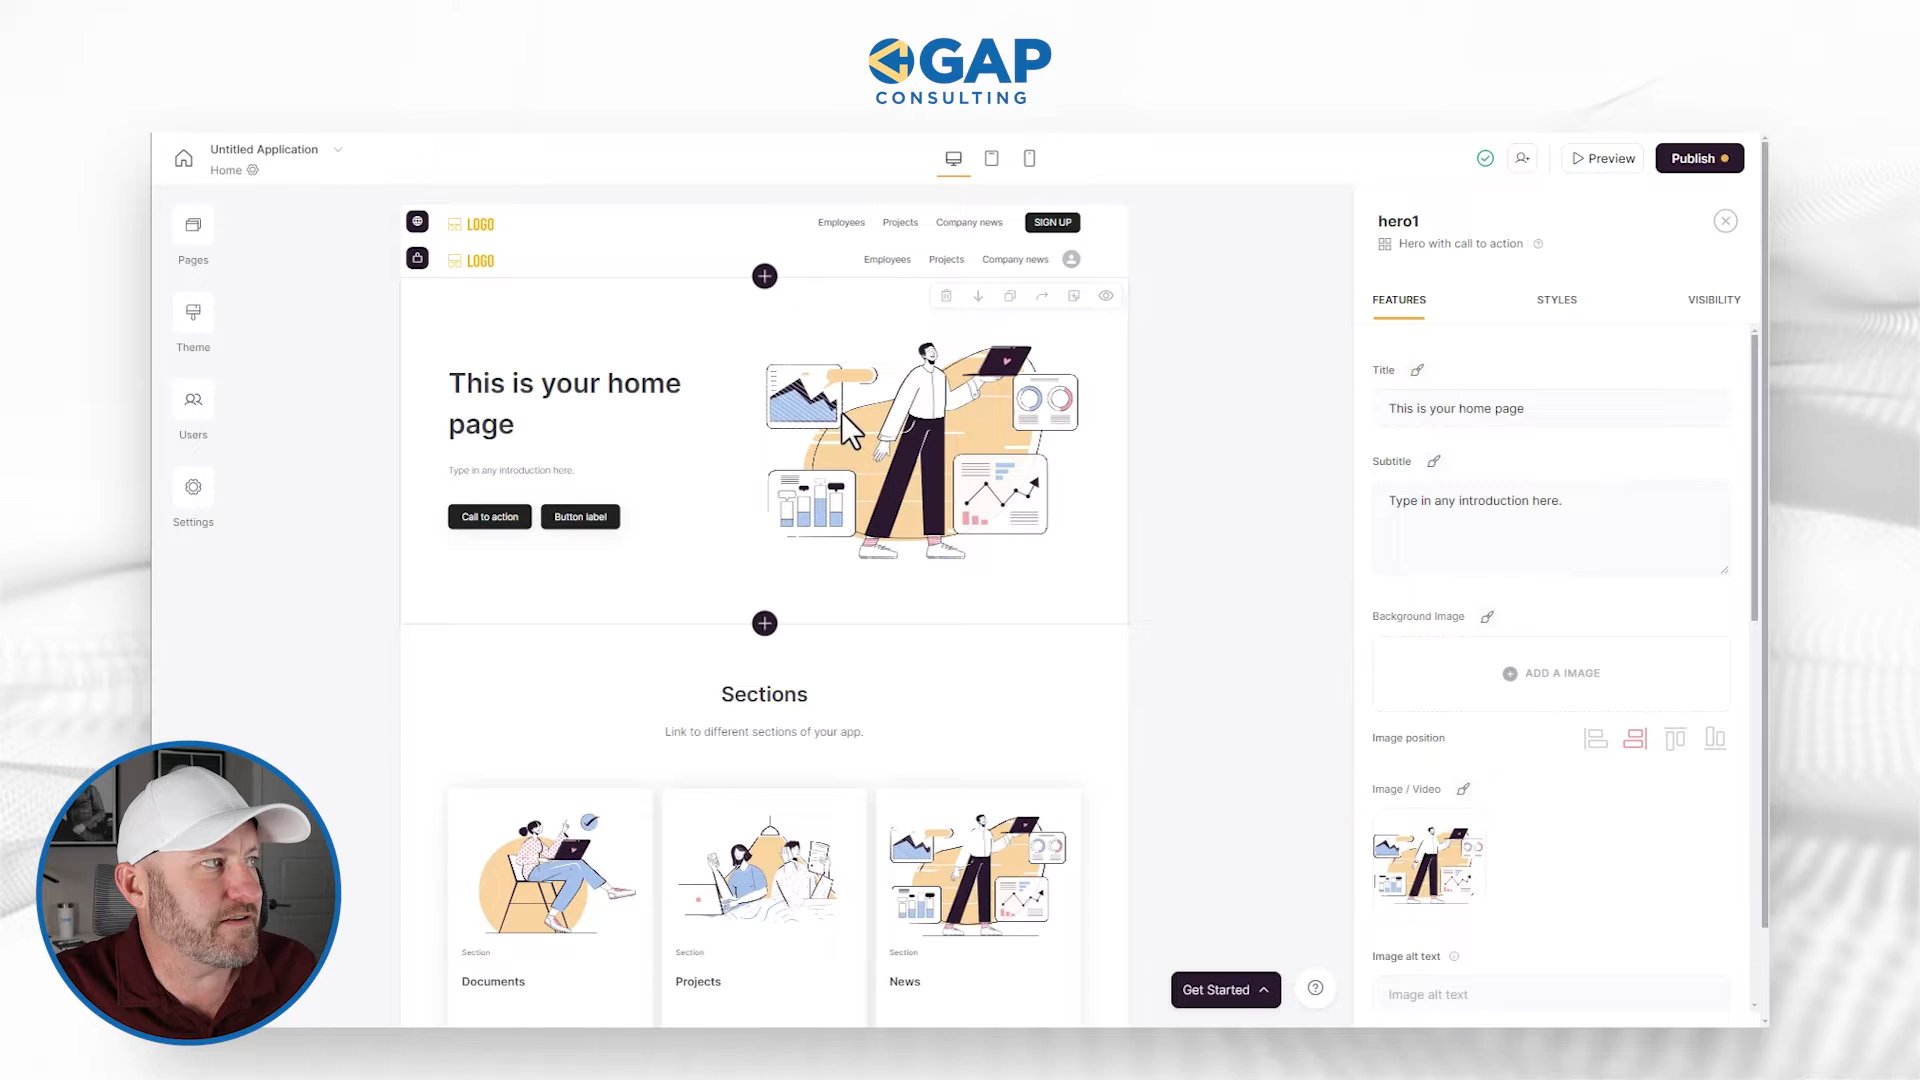 GAP
CONSULTING
Untitled Application
Home
Preview
Publish
Pages
Theme
Users
Settings
LOGO
Employees Projects Company news SIGN UP
LOGO
Employees Projects Company news
This is your home
page
Type in any introduction here.
Call to action Button label
Sections
Link to different sections of your app.
Section
Documents
Section
Projects
Section
News
Get Started
hero1
Hero with call to action
FEATURES STYLES VISIBILITY
Title
This is your home page
Subtitle
Type in any introduction here.
Background Image
ADD A IMAGE
Image position
Image / Video
Image alt text
Image alt text